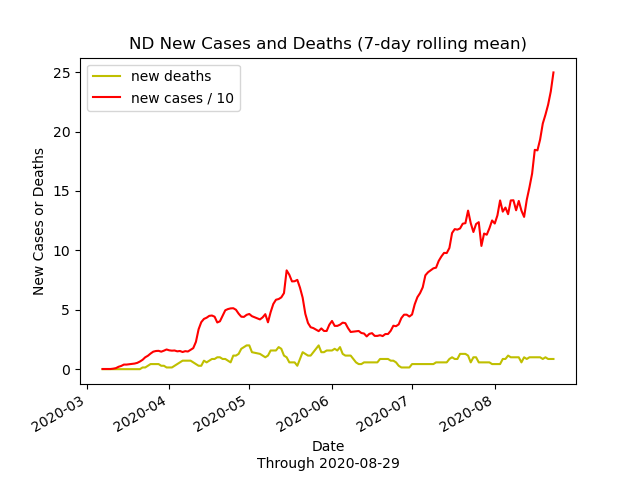 ND New Cases and Deaths (7-day rolling mean)
new deaths
new cases / 10
25
20
15
10
5
0
New Cases or Deaths
2020-03
2020-04
2020-05
2020-06
2020-07
2020-08
Date
Through 2020-08-29